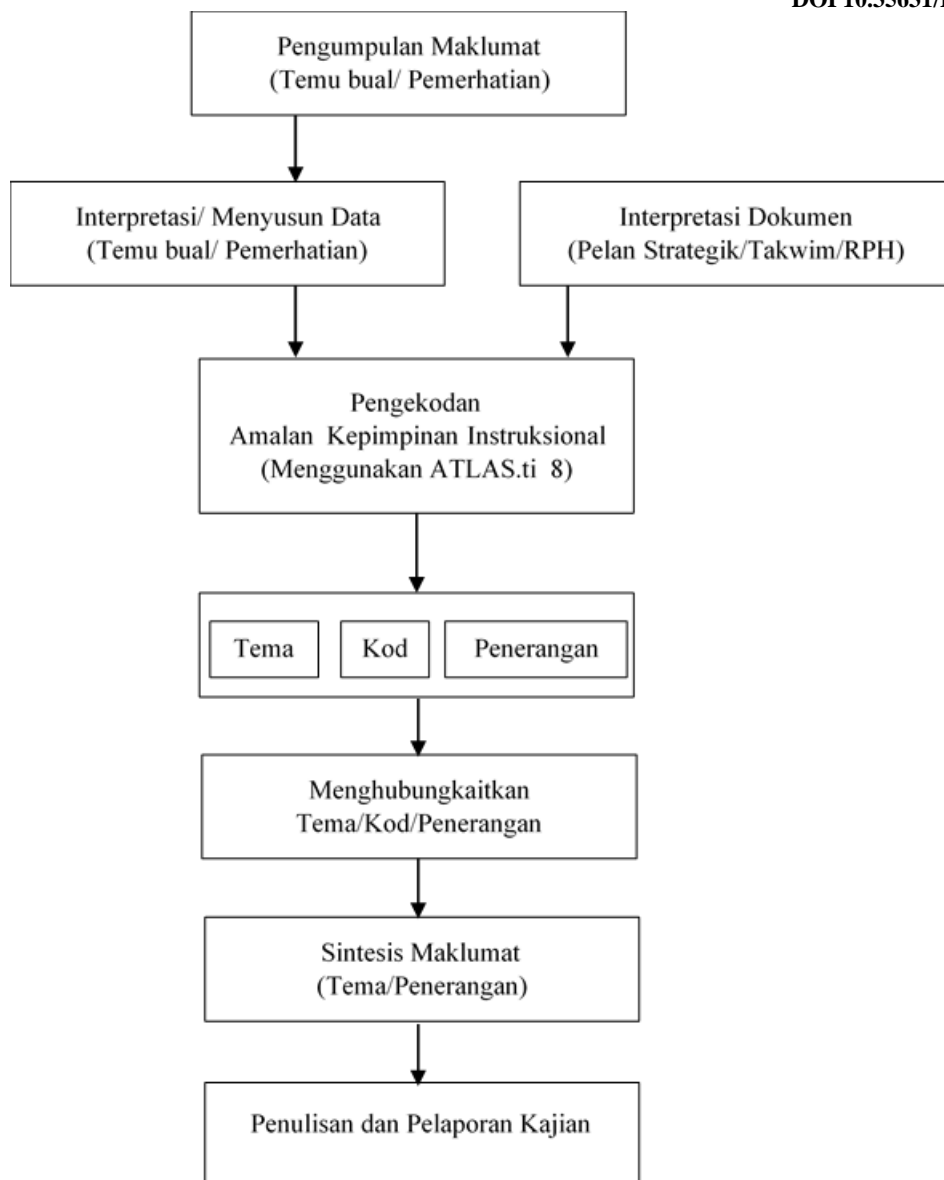 Pengumpulan Maklumat
(Temu bual/ Pemerhatian)
Interpretasi/ Menyusun Data
(Temu bual/ Pemerhatian)
Interpretasi Dokumen
(Pelan Strategik/Takwim/RPH)
Pengekodan
Amalan Kepimpinan Instruksional
(Menggunakan ATLAS.ti 8)
Tema
Kod
Penerangan
Menghubungkaitkan
Tema/Kod/Penerangan
Sintesis Maklumat
(Tema/Penerangan)
Penulisan dan Pelaporan Kajian